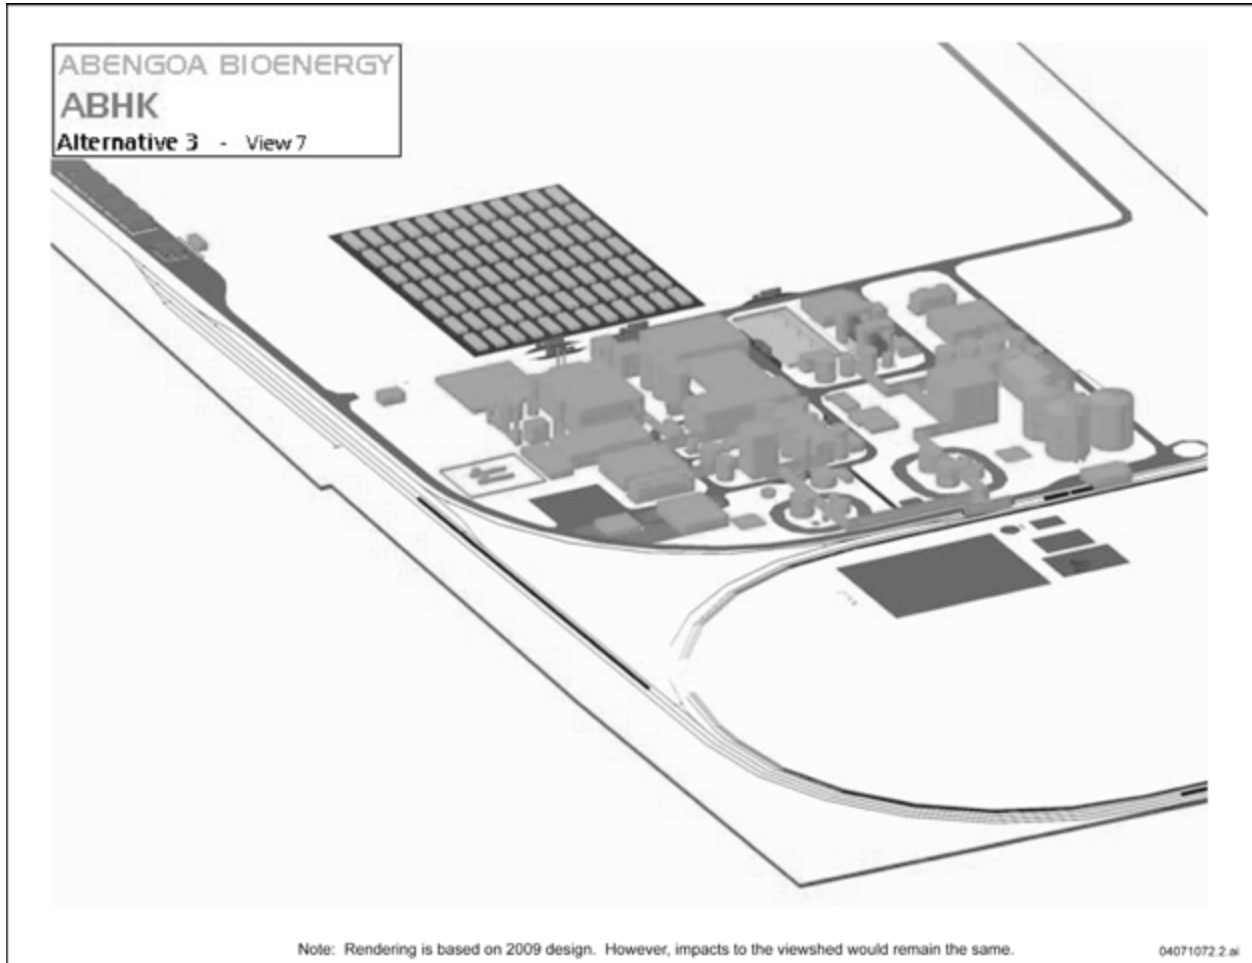 ABENGOA BIOENERGY
ABHK
Alternative 3 - View 7
Note: Rendering is based on 2009 design. However, impacts to the viewshed would remain the same.
04071072.2.ai